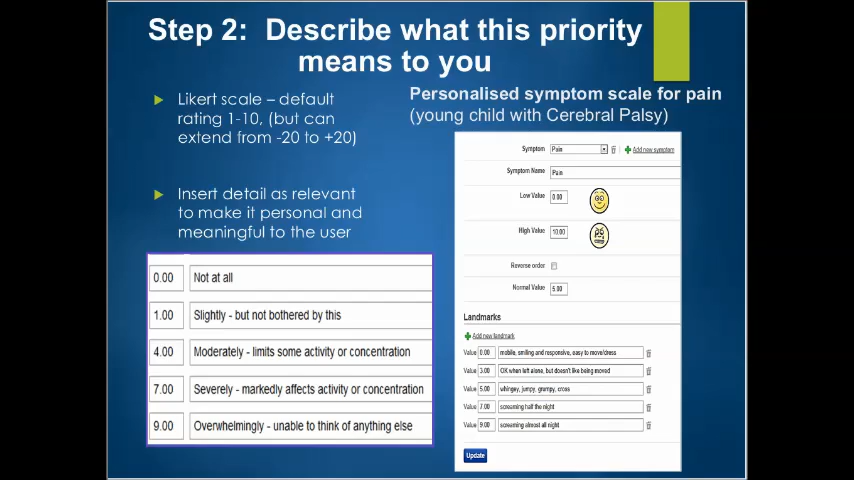 Step 2: Describe what this priority
means to you
Likert scale – default
rating 1-10, (but can
extend from -20 to +20)
Insert detail as relevant
to make it personal and
meaningful to the user
0.00 Not at all
1.00 Slightly - but not bothered by this
4.00 Moderately - limits some activity or concentration
7.00 Severely - markedly affects activity or concentration
9.00 Overwhelmingly - unable to think of anything else
Personalised symptom scale for pain
(young child with Cerebral Palsy)
Symptom Pain Add new symptom
Symptom Name Pain
Low Value 0.00
High Value 10.00
Reverse order
Normal Value 5.00
Landmarks
Add new landmark
Value 0.00 mobile, smiling and responsive, easy to move/dress
Value 3.00 OK when left alone, but doesn't like being moved
Value 5.00 whingey, jumpy, grumpy, cross
Value 7.00 screaming half the night
Value 9.00 screaming almost all night
Update